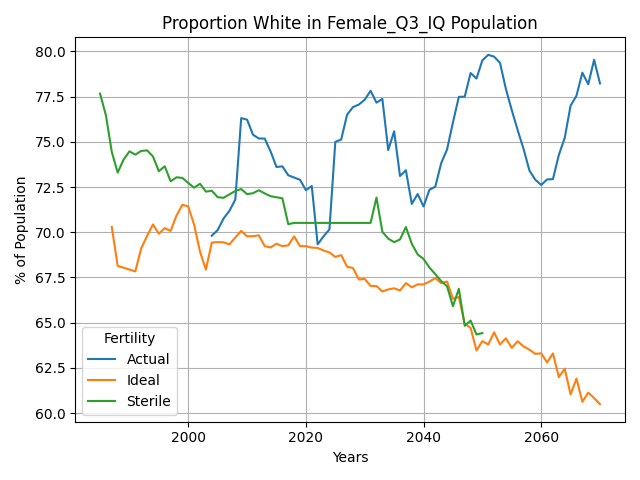 Proportion White in Female_Q3_IQ Population
% of Population
80.0
77.5
75.0
72.5
70.0
67.5
65.0
62.5
60.0
Fertility
Actual
Ideal
Sterile
2000
2020
2040
2060
Years